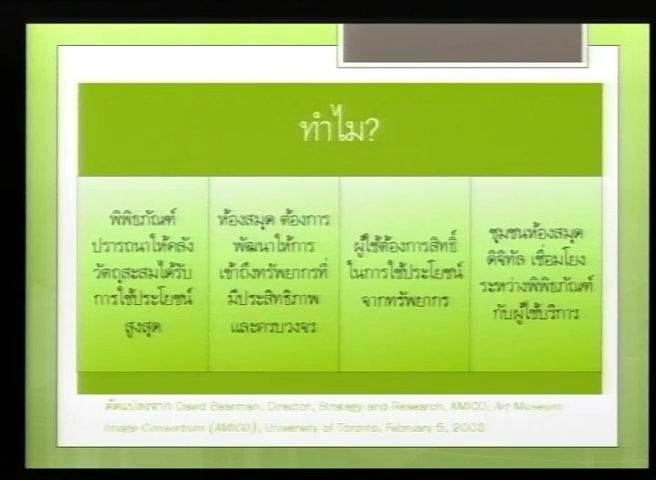 ทำไม?
พิพิธภัณฑ์
ปรารถนาให้คลัง
วัตถุสะสมได้รับ
การใช้ประโยชน์
สูงสุด
ห้องสมุด ต้องการ
พัฒนาให้การ
เข้าถึงทรัพยากรที่
มีประสิทธิภาพ
และครบวงจร
ผู้ใช้ต้องการสิทธิ์
ในการใช้ประโยชน์
จากทรัพยากร
ชุมชนห้องสมุด
ดิจิทัล เชื่อมโยง
ระหว่างพิพิธภัณฑ์
กับผู้ใช้บริการ
ดัดแปลงจาก David Bearman, Director, Strategy and Research, AMICO, Art Museum
Image Consortium (AMICO), University of Toronto, February 5, 2003